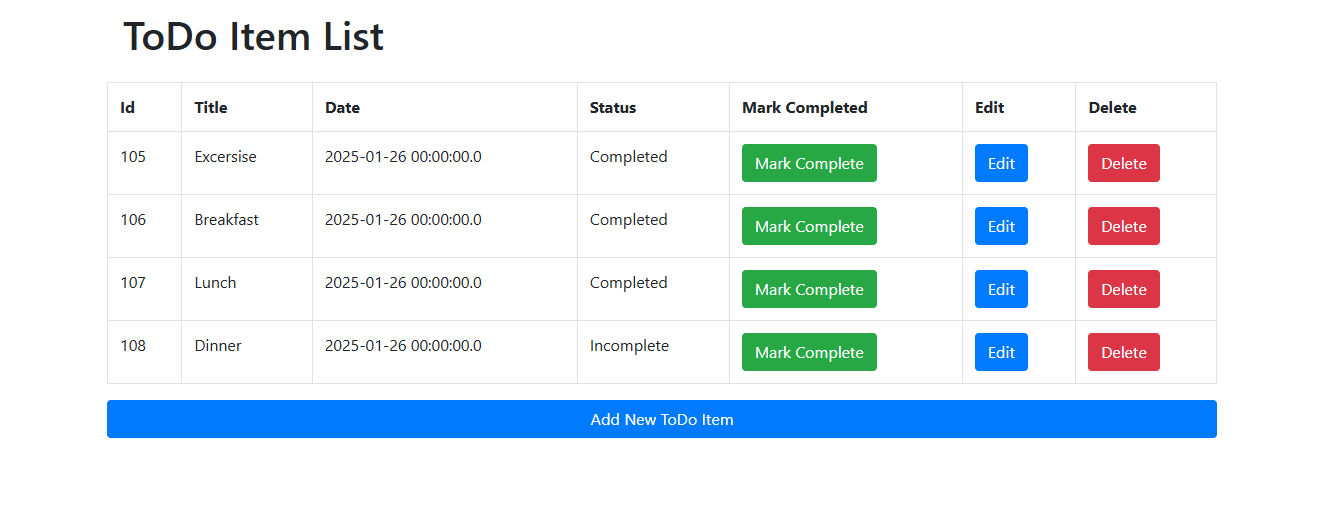 ToDo Item List
Id Title Date Status Mark Completed Edit Delete
105 Excersise 2025-01-26 00:00:00.0 Completed Mark Complete Edit Delete
106 Breakfast 2025-01-26 00:00:00.0 Completed Mark Complete Edit Delete
107 Lunch 2025-01-26 00:00:00.0 Completed Mark Complete Edit Delete
108 Dinner 2025-01-26 00:00:00.0 Incomplete Mark Complete Edit Delete
Add New ToDo Item